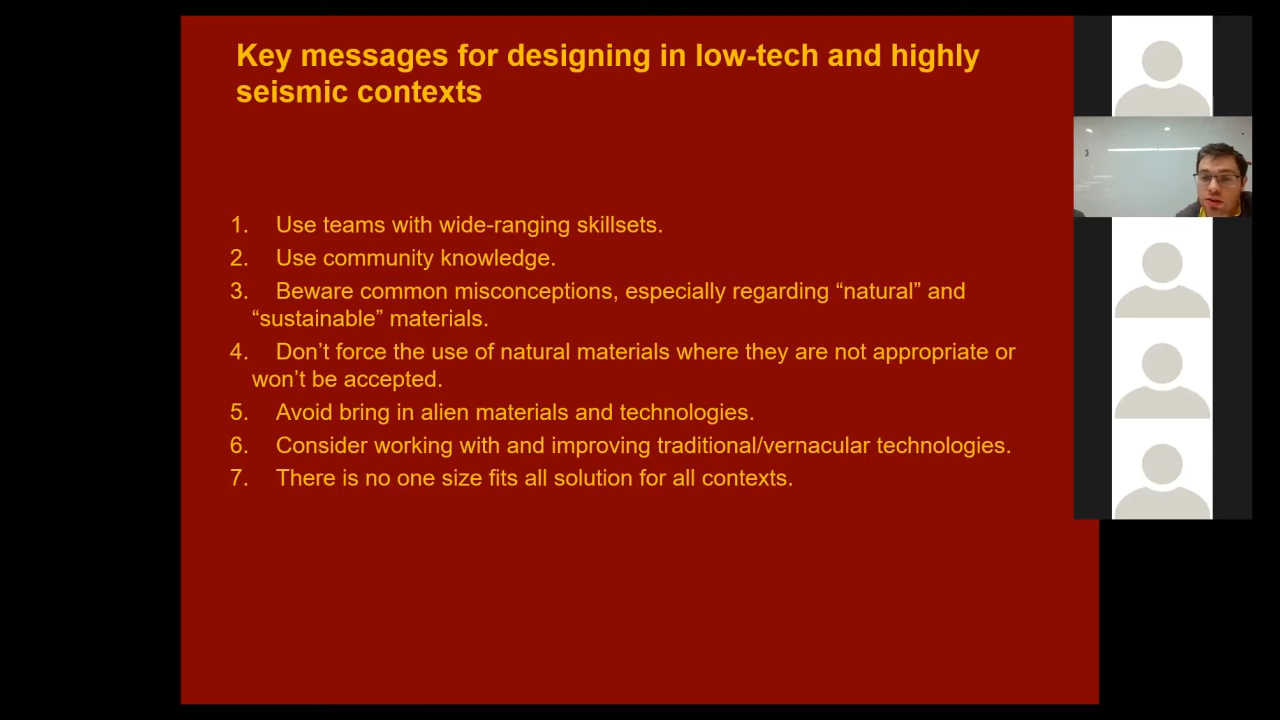 Key messages for designing in low-tech and highly
seismic contexts
1. Use teams with wide-ranging skillsets.
2. Use community knowledge.
3. Beware common misconceptions, especially regarding “natural” and
“sustainable” materials.
4. Don’t force the use of natural materials where they are not appropriate or
won’t be accepted.
5. Avoid bring in alien materials and technologies.
6. Consider working with and improving traditional/vernacular technologies.
7. There is no one size fits all solution for all contexts.